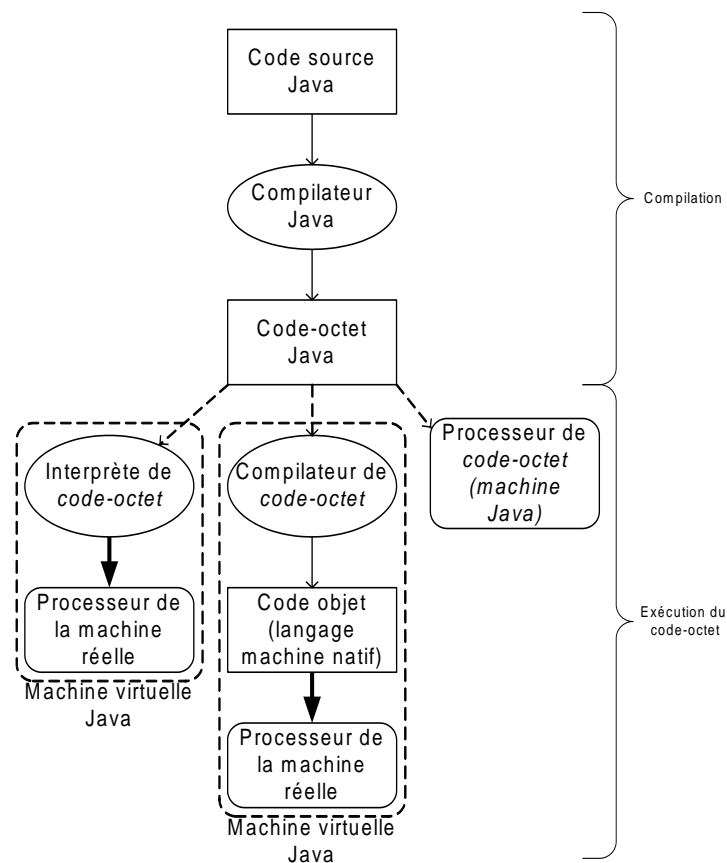 Code source
Java
Compilateur
Java
Compilation
Code-octet
Java
Interprète de
code-octet
Compilateur de
code-octet
Processeur de
code-octet
(machine
Java)
Processeur de
la machine
réelle
Machine virtuelle
Java
Code objet
(langage
machine natif)
Exécution du
code-octet
Processeur de
la machine
réelle
Machine virtuelle
Java